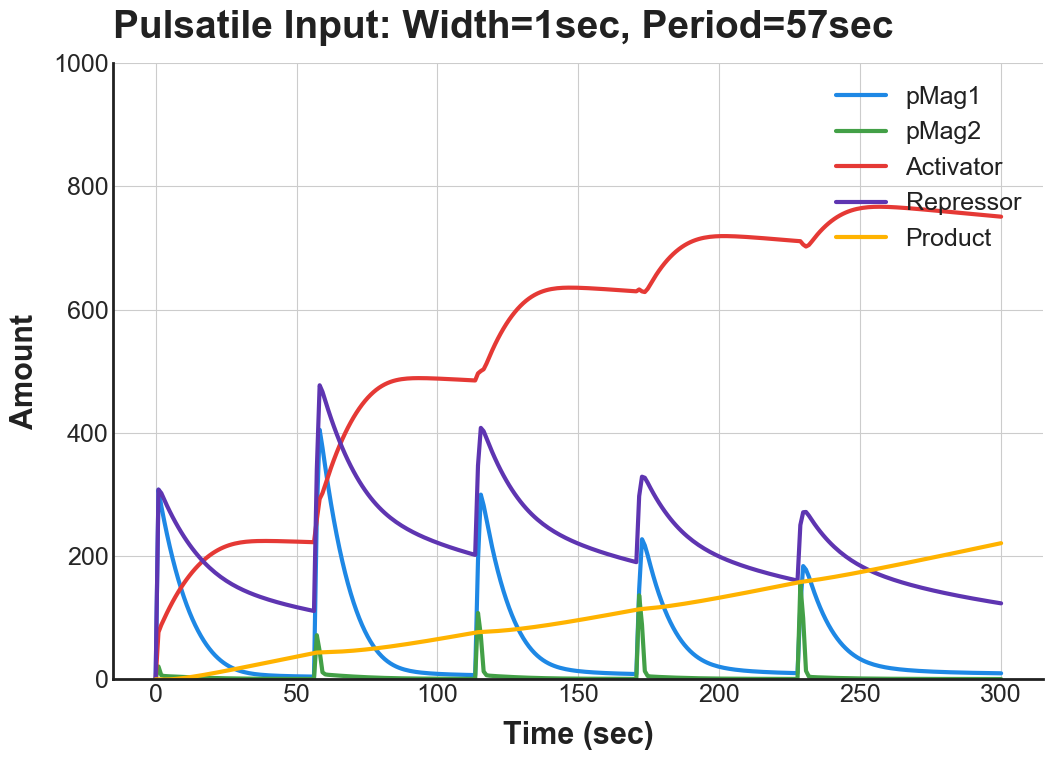 Pulsatile Input: Width=1sec, Period=57sec
1000
800
600
400
200
0
Amount
pMag1
pMag2
Activator
Repressor
Product
0
50
100
150
200
250
300
Time (sec)